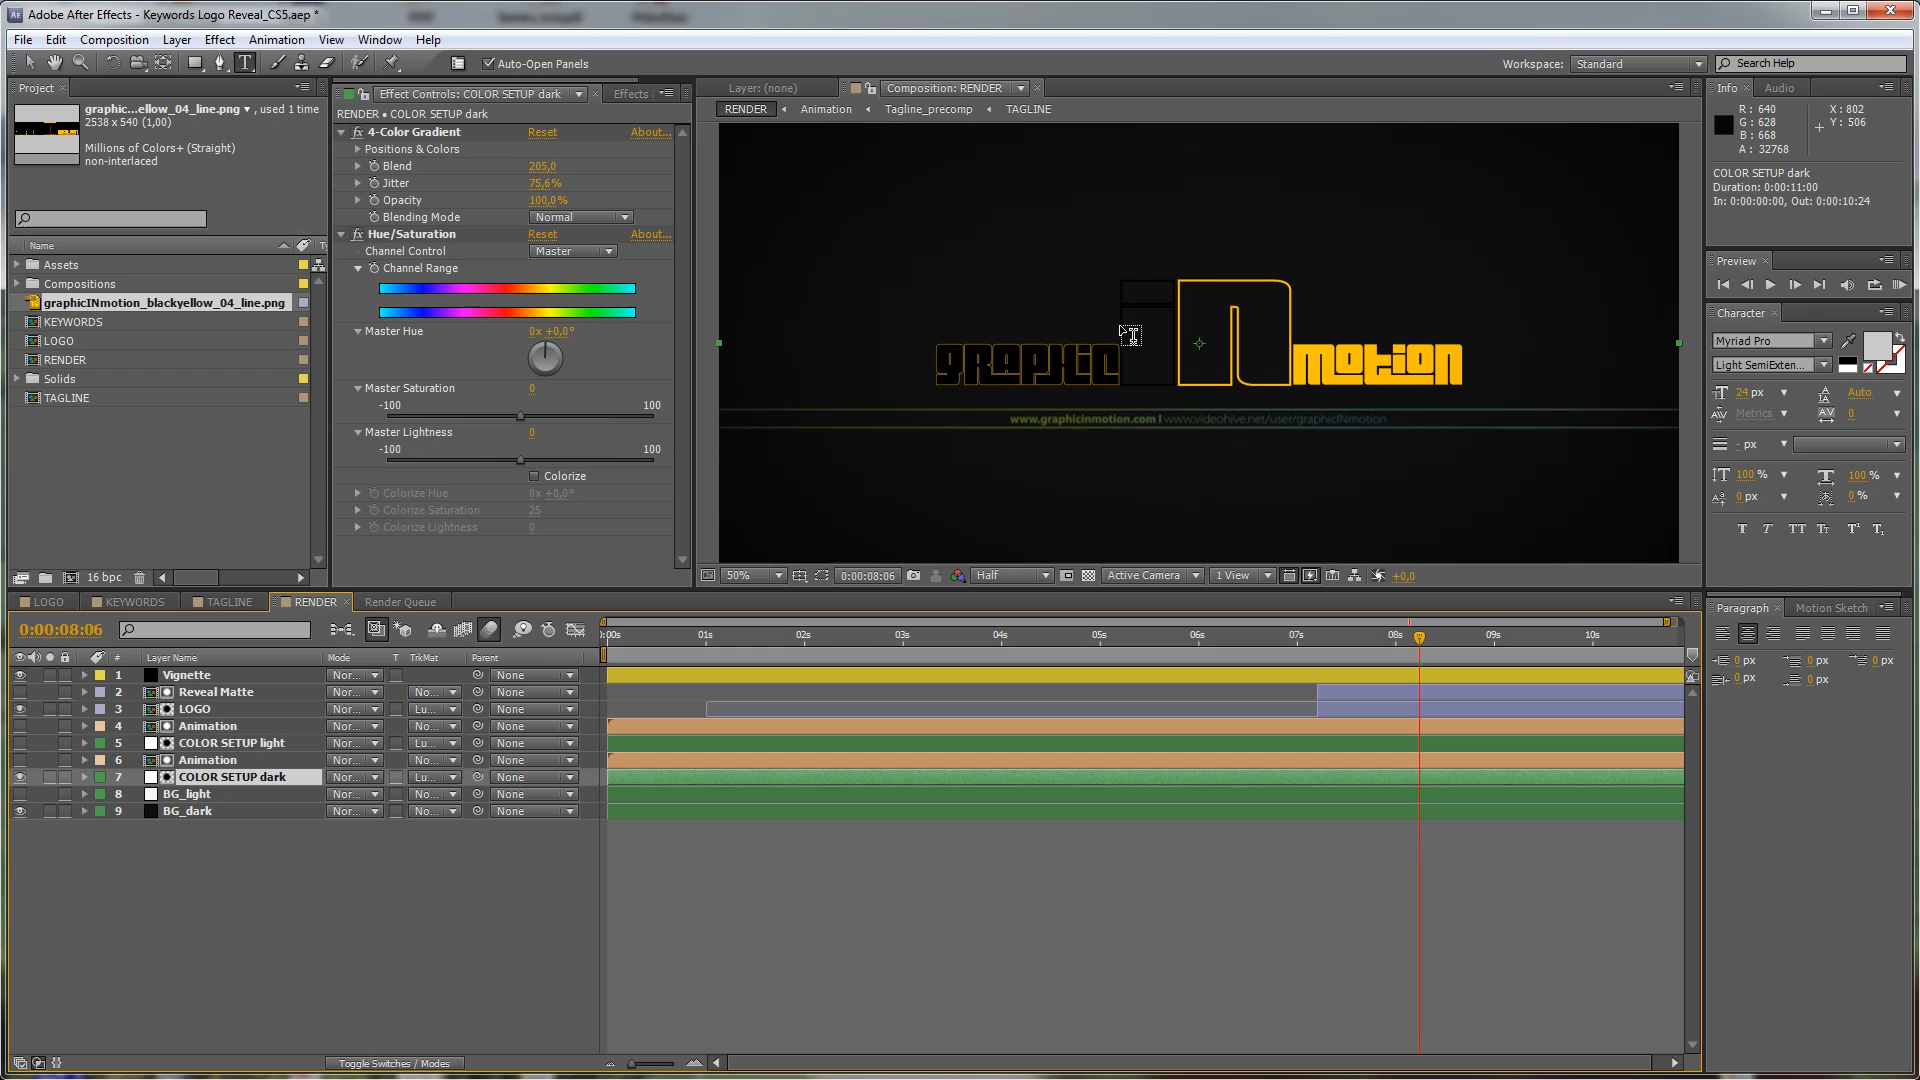 Adobe After Effects - Keywords Logo Reveal_CS5.aep *
File Edit Composition Layer Effect Animation View Window Help
Auto-Open Panels
Workspace: Standard
Search Help
Project
graphic...ellow_04_line.png ▾ , used 1 time
2538 x 540 (1,00)
Millions of Colors+ (Straight)
non-interlaced
Name
Ty
Assets
Compositions
graphicINmotion_blackyellow_04_line.png
KEYWORDS
LOGO
RENDER
Solids
TAGLINE
16 bpc
Effect Controls: COLOR SETUP dark
Effects
RENDER • COLOR SETUP dark
4-Color Gradient Reset About...
Positions & Colors
Blend 205,0
Jitter 75,6%
Opacity 100,0%
Blending Mode Normal
Hue/Saturation Reset About...
Channel Control Master
Channel Range
Master Hue 0x +0,0°
Master Saturation 0
-100 100
Master Lightness 0
-100 100
Colorize
Colorize Hue 0x +0,0°
Colorize Saturation 25
Colorize Lightness 0
Layer: (none)
Composition: RENDER
RENDER Animation Tagline_precomp TAGLINE
graphic in motion
www.graphicinmotion.com I www.videohive.net/user/graphicINmotion
50% 0:00:08:06 Half Active Camera 1 View +0,0
Info Audio
R : 640
G : 628
B : 668
A : 32768
X : 802
Y : 506
COLOR SETUP dark
Duration: 0:00:11:00
In: 0:00:00:00, Out: 0:00:10:24
Preview
Character
Myriad Pro
Light SemiExten...
24 px Auto
Metrics 0
- px
100 % 100 %
0 px 0 %
T T TT Tt T¹ T₁
Paragraph Motion Sketch
0 px 0 px 0 px
0 px 0 px
LOGO KEYWORDS TAGLINE RENDER Render Queue
0:00:08:06
:00s 01s 02s 03s 04s 05s 06s 07s 08s 09s 10s
# Layer Name Mode T TrkMat Parent
1 Vignette Nor... None
2 Reveal Matte Nor... No... None
3 LOGO Nor... Lu... None
4 Animation Nor... No... None
5 COLOR SETUP light Nor... Lu... None
6 Animation Nor... No... None
7 COLOR SETUP dark Nor... Lu... None
8 BG_light Nor... No... None
9 BG_dark Nor... No... None
Toggle Switches / Modes